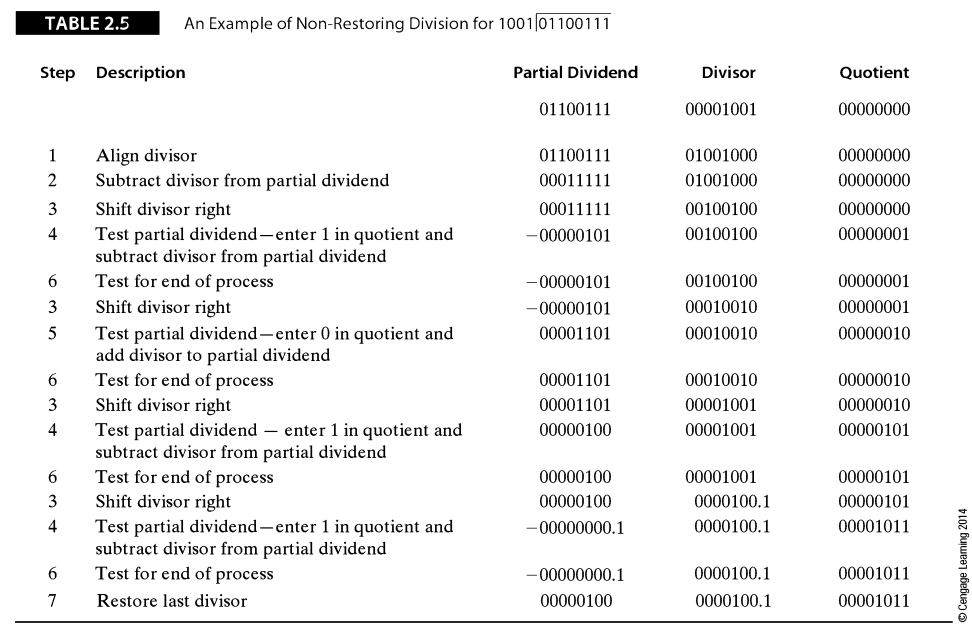 TABLE 2.5 An Example of Non-Restoring Division for 1001|01100111
Step Description Partial Dividend Divisor Quotient
01100111 00001001 00000000
1 Align divisor 01100111 01001000 00000000
2 Subtract divisor from partial dividend 00011111 01001000 00000000
3 Shift divisor right 00011111 00100100 00000000
4 Test partial dividend—enter 1 in quotient and −00000101 00100100 00000001
subtract divisor from partial dividend
6 Test for end of process −00000101 00100100 00000001
3 Shift divisor right −00000101 00010010 00000001
5 Test partial dividend—enter 0 in quotient and 00001101 00010010 00000010
add divisor to partial dividend
6 Test for end of process 00001101 00010010 00000010
3 Shift divisor right 00001101 00001001 00000010
4 Test partial dividend — enter 1 in quotient and 00000100 00001001 00000101
subtract divisor from partial dividend
6 Test for end of process 00000100 00001001 00000101
3 Shift divisor right 00000100 0000100.1 00000101
4 Test partial dividend—enter 1 in quotient and −00000000.1 0000100.1 00001011
subtract divisor from partial dividend
6 Test for end of process −00000000.1 0000100.1 00001011
7 Restore last divisor 00000100 0000100.1 00001011
© Cengage Learning 2014